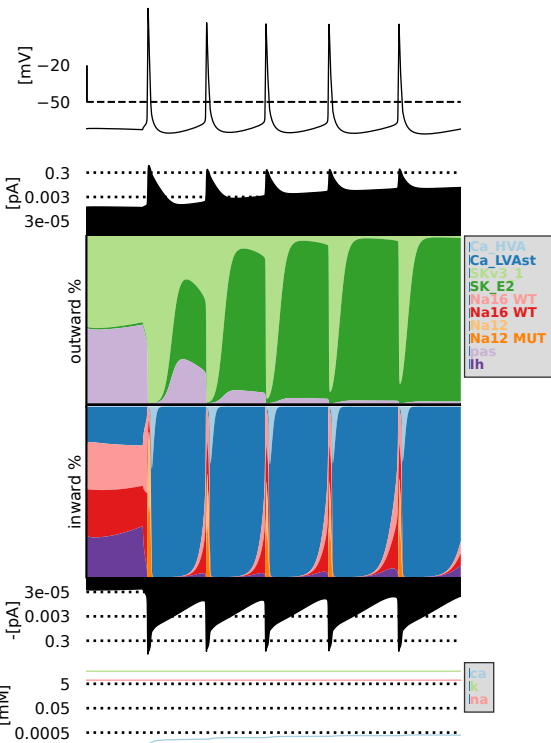 [mV]
−20
−50
[pA]
0.3
0.003
3e-05
outward %
Ca_HVA
Ca_LVAst
SKv3_1
SK_E2
Na16 WT
Na16 WT
Na12
Na12 MUT
pas
Ih
inward %
-[pA]
3e-05
0.003
0.3
[mM]
5
0.05
0.0005
ca
k
na